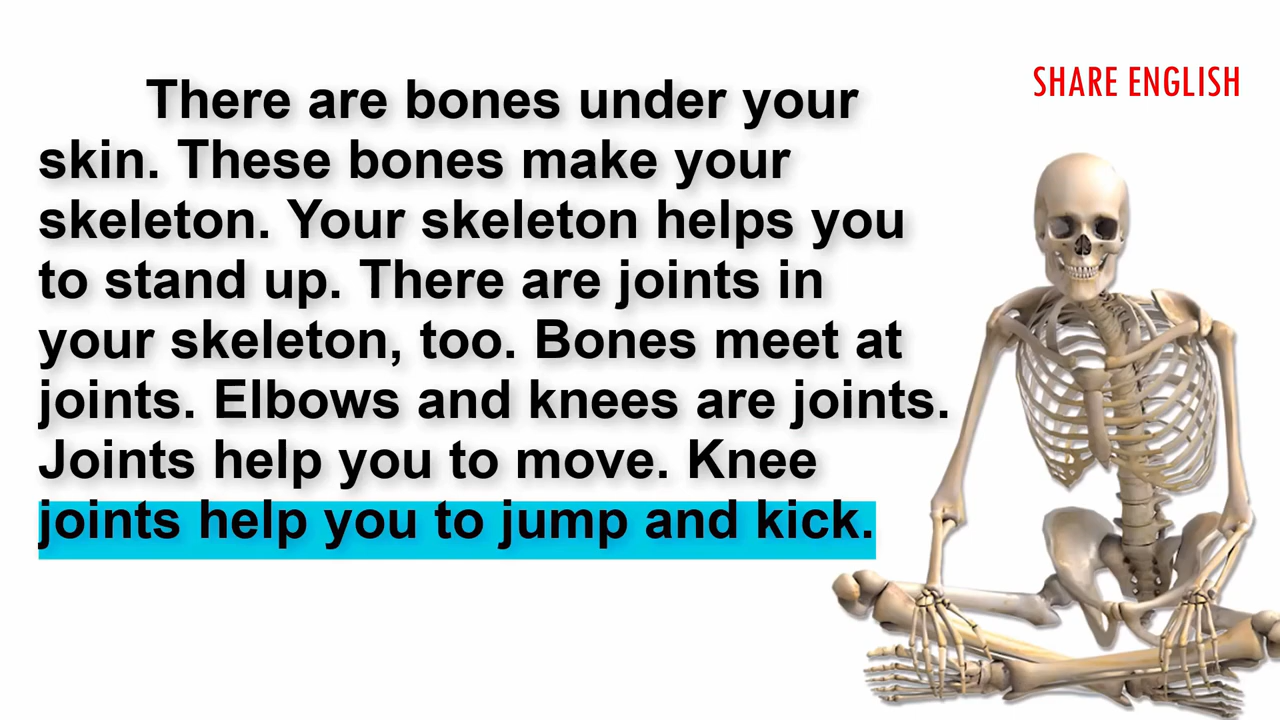 SHARE ENGLISH
There are bones under your
skin. These bones make your
skeleton. Your skeleton helps you
to stand up. There are joints in
your skeleton, too. Bones meet at
joints. Elbows and knees are joints.
Joints help you to move. Knee
joints help you to jump and kick.